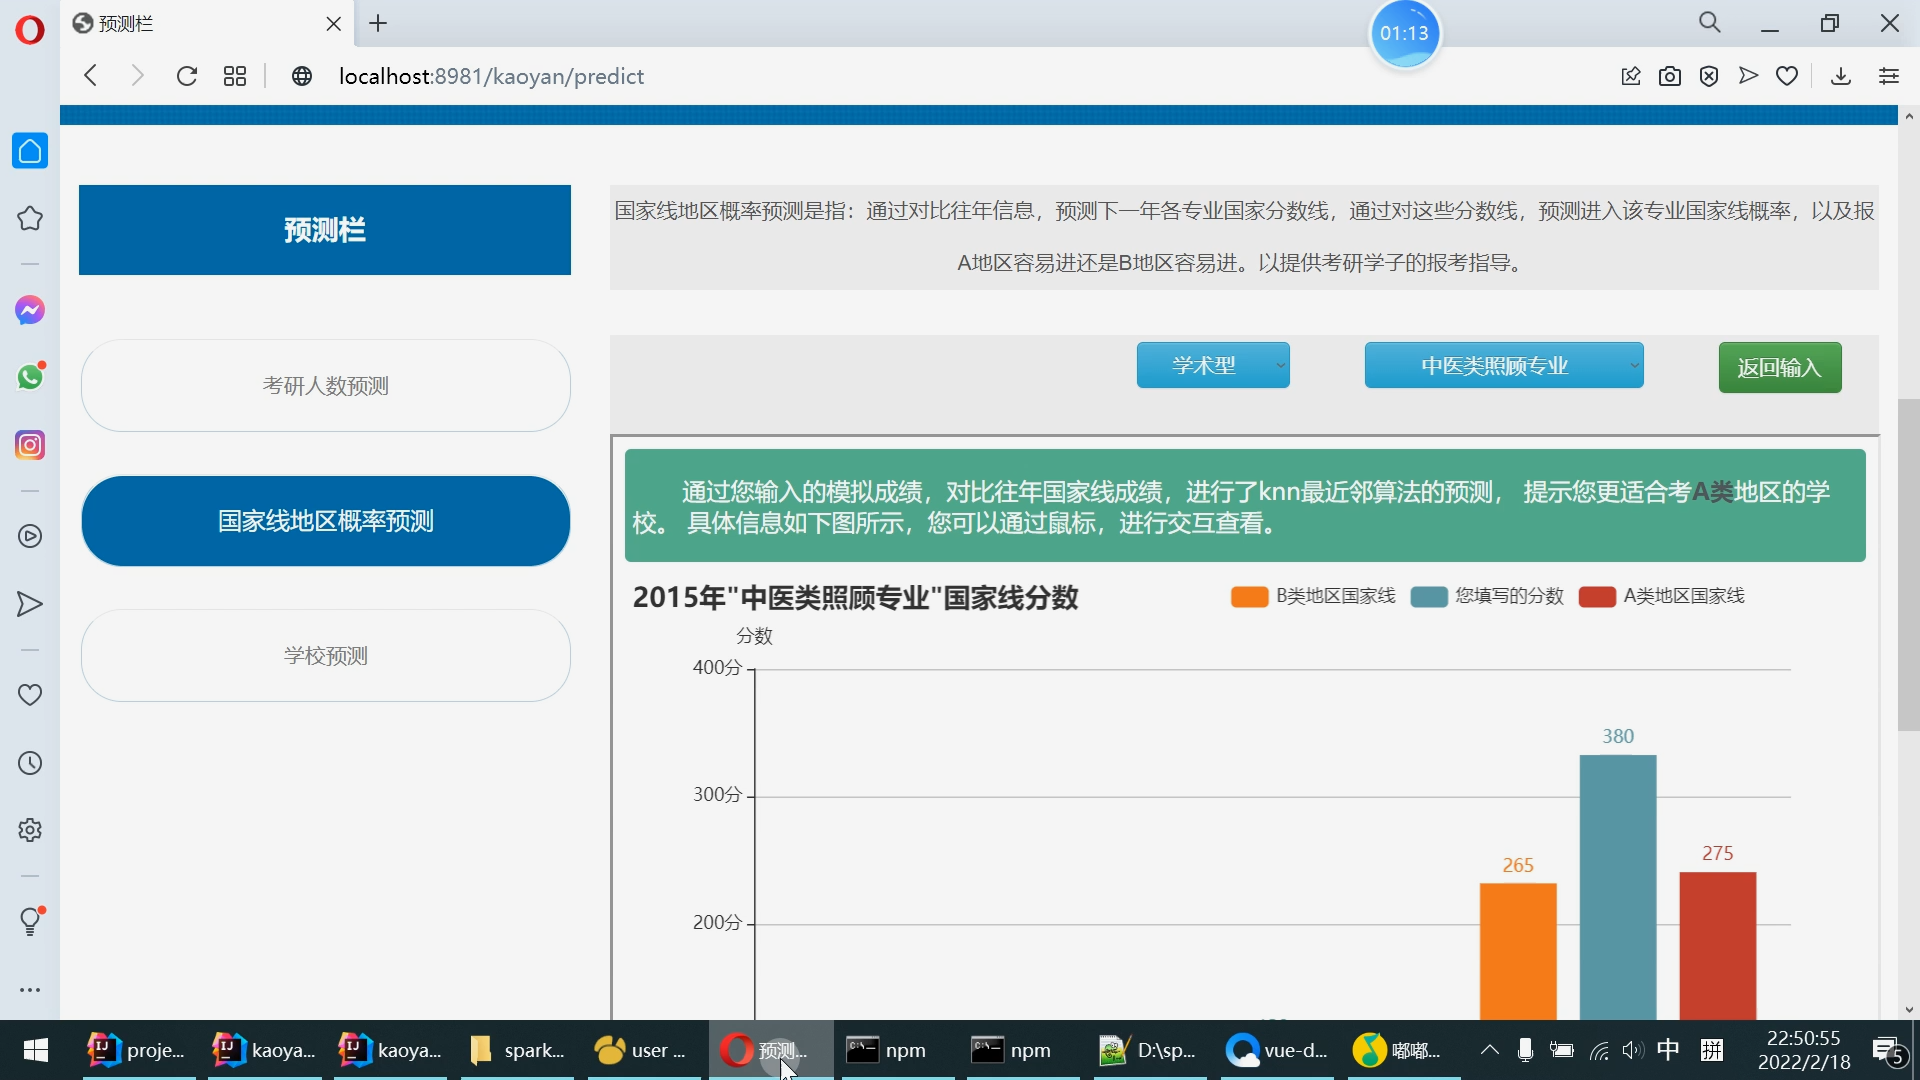 预测栏
01:13
localhost:8981/kaoyan/predict
预测栏
国家线地区概率预测是指：通过对比往年信息，预测下一年各专业国家分数线，通过对这些分数线，预测进入该专业国家线概率，以及报
A地区容易进还是B地区容易进。以提供考研学子的报考指导。
考研人数预测
国家线地区概率预测
学校预测
学术型
中医类照顾专业
返回输入
通过您输入的模拟成绩，对比往年国家线成绩，进行了knn最近邻算法的预测， 提示您更适合考A类地区的学
校。 具体信息如下图所示，您可以通过鼠标，进行交互查看。
2015年"中医类照顾专业"国家线分数
B类地区国家线 您填写的分数 A类地区国家线
分数
400分
300分
200分
265
380
275
proje...
kaoya...
kaoya...
spark...
user ...
预测...
npm
npm
D:\sp...
vue-d...
嘟嘟...
中
拼
22:50:55
2022/2/18
5